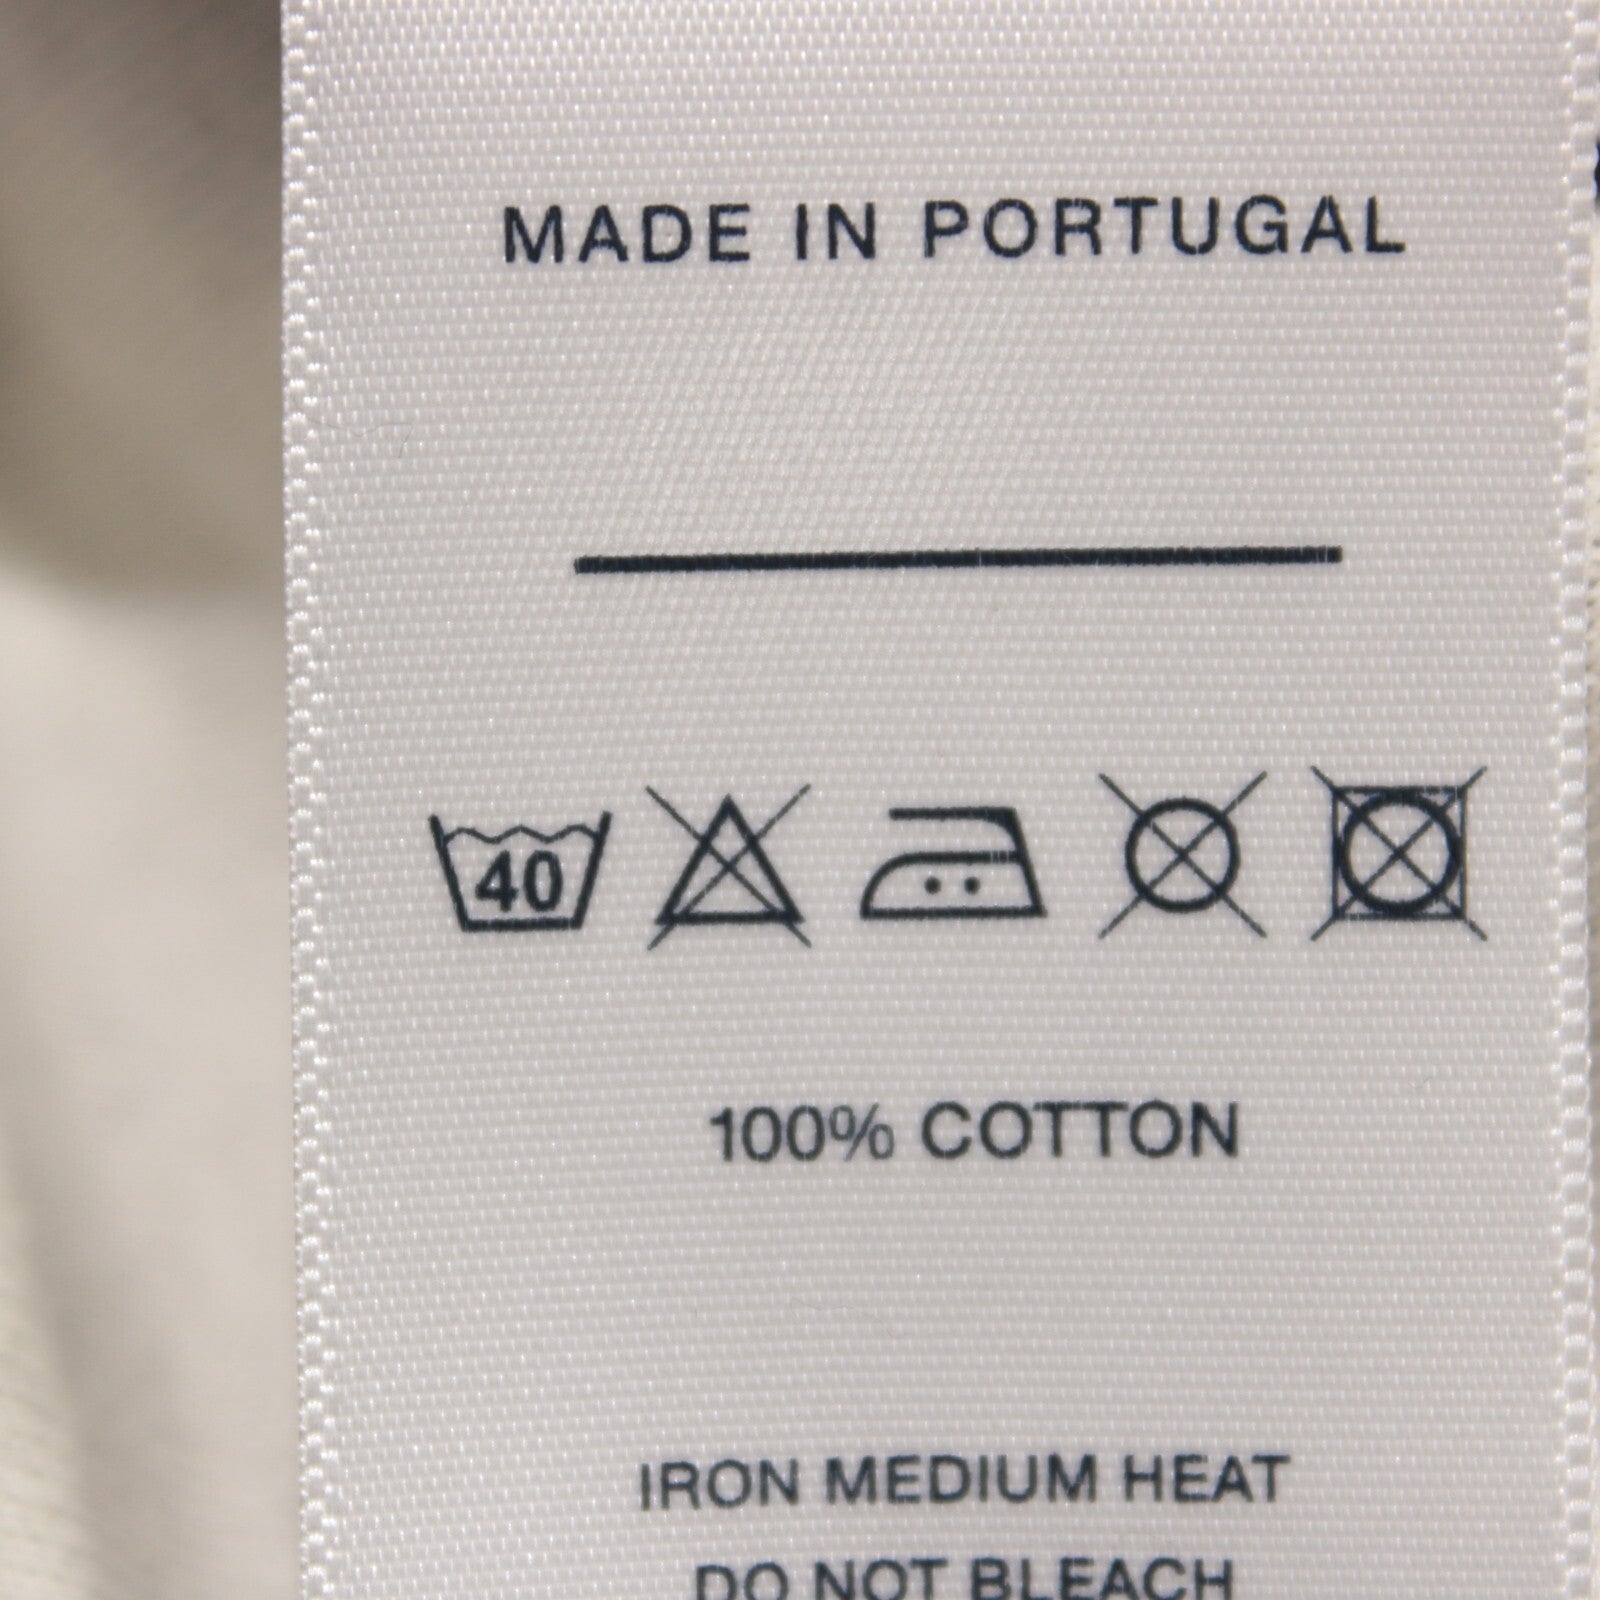 MADE IN PORTUGAL
40
100% COTTON
IRON MEDIUM HEAT
DO NOT BLEACH